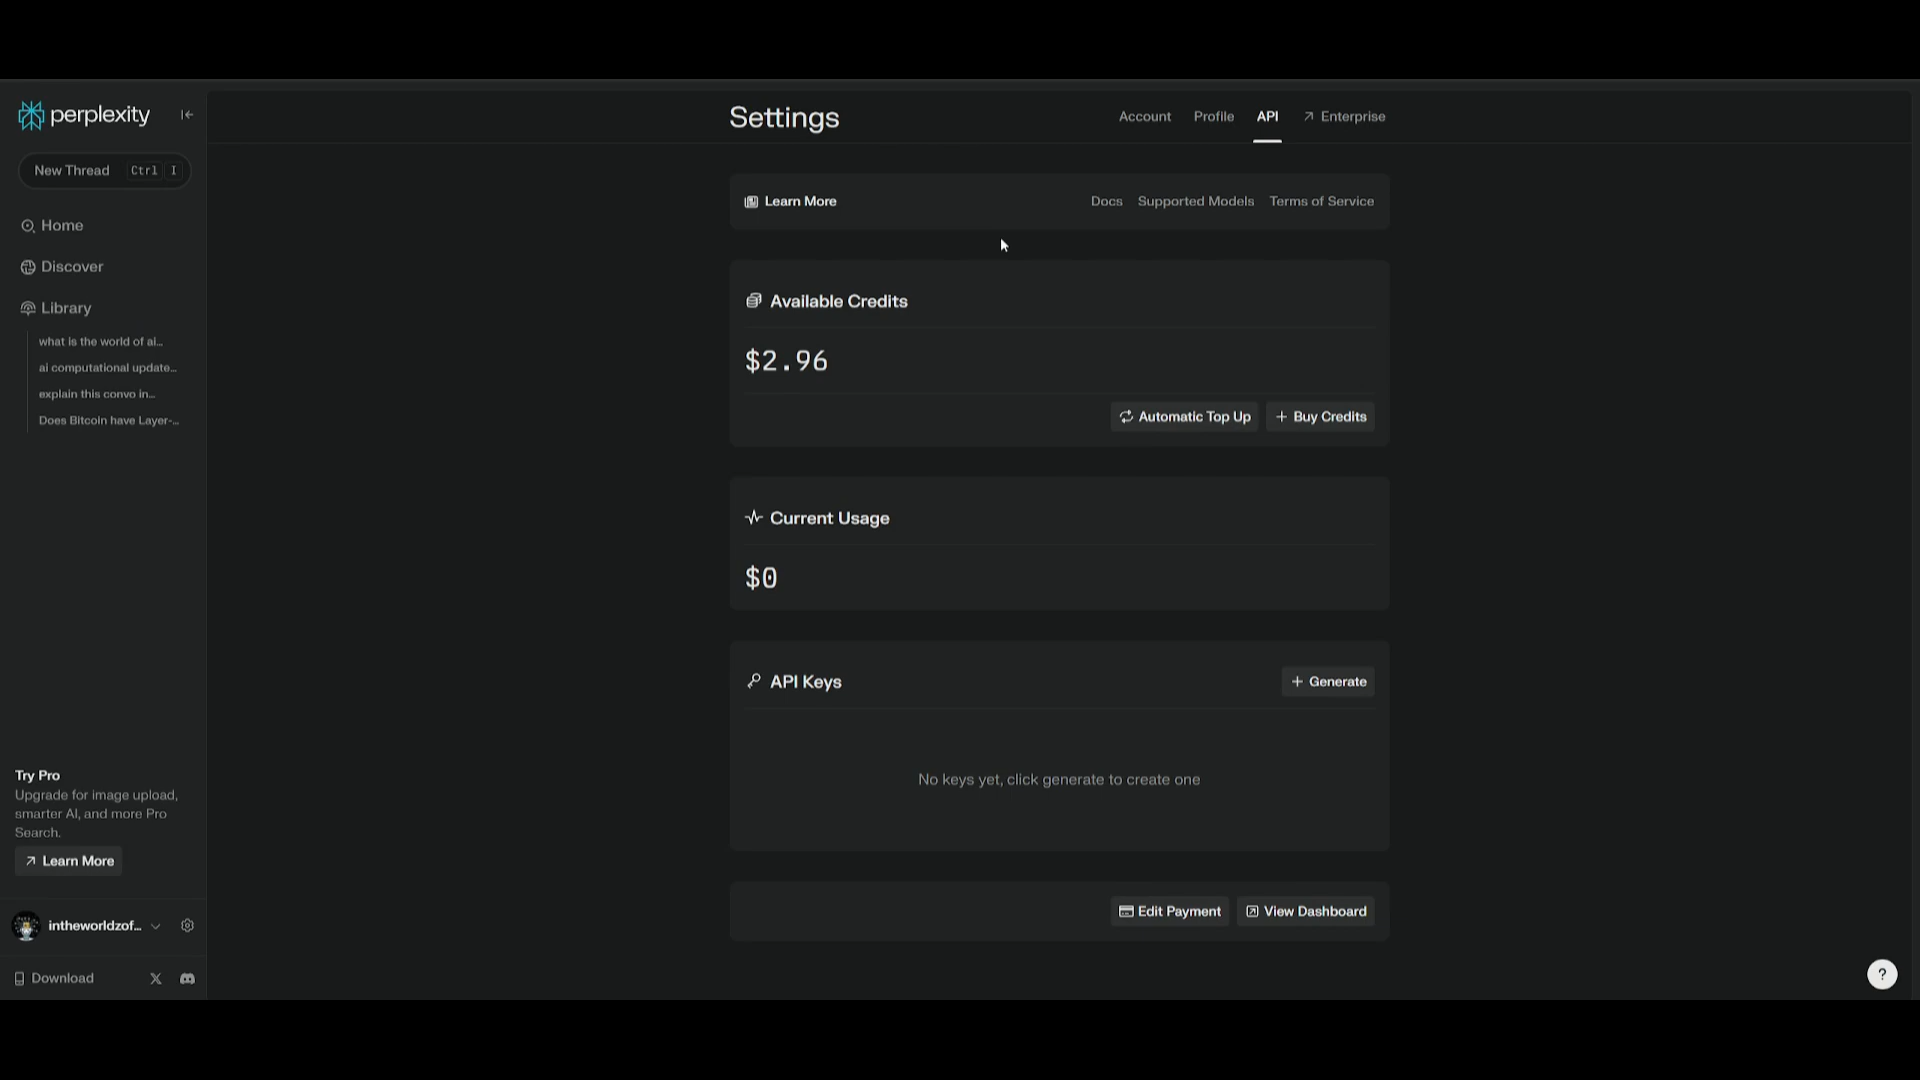 perplexity
New Thread Ctrl I
Home
Discover
Library
what is the world of ai...
ai computational update...
explain this convo in...
Does Bitcoin have Layer-...
Try Pro
Upgrade for image upload,
smarter AI, and more Pro
Search.
Learn More
intheworldzof...
Download
Settings
Account Profile API Enterprise
Learn More Docs Supported Models Terms of Service
Available Credits
$2.96
Automatic Top Up + Buy Credits
Current Usage
$0
API Keys + Generate
No keys yet, click generate to create one
Edit Payment View Dashboard
?